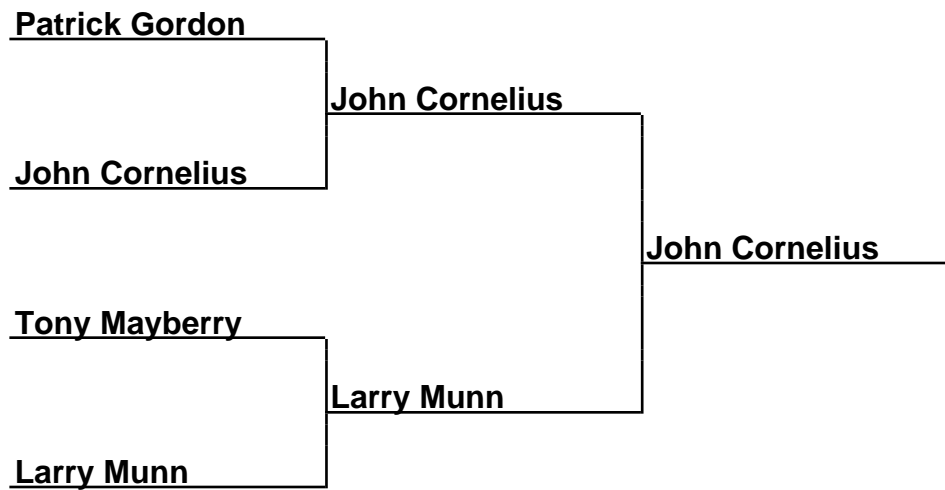 Patrick Gordon
John Cornelius
John Cornelius
John Cornelius
Tony Mayberry
Larry Munn
Larry Munn